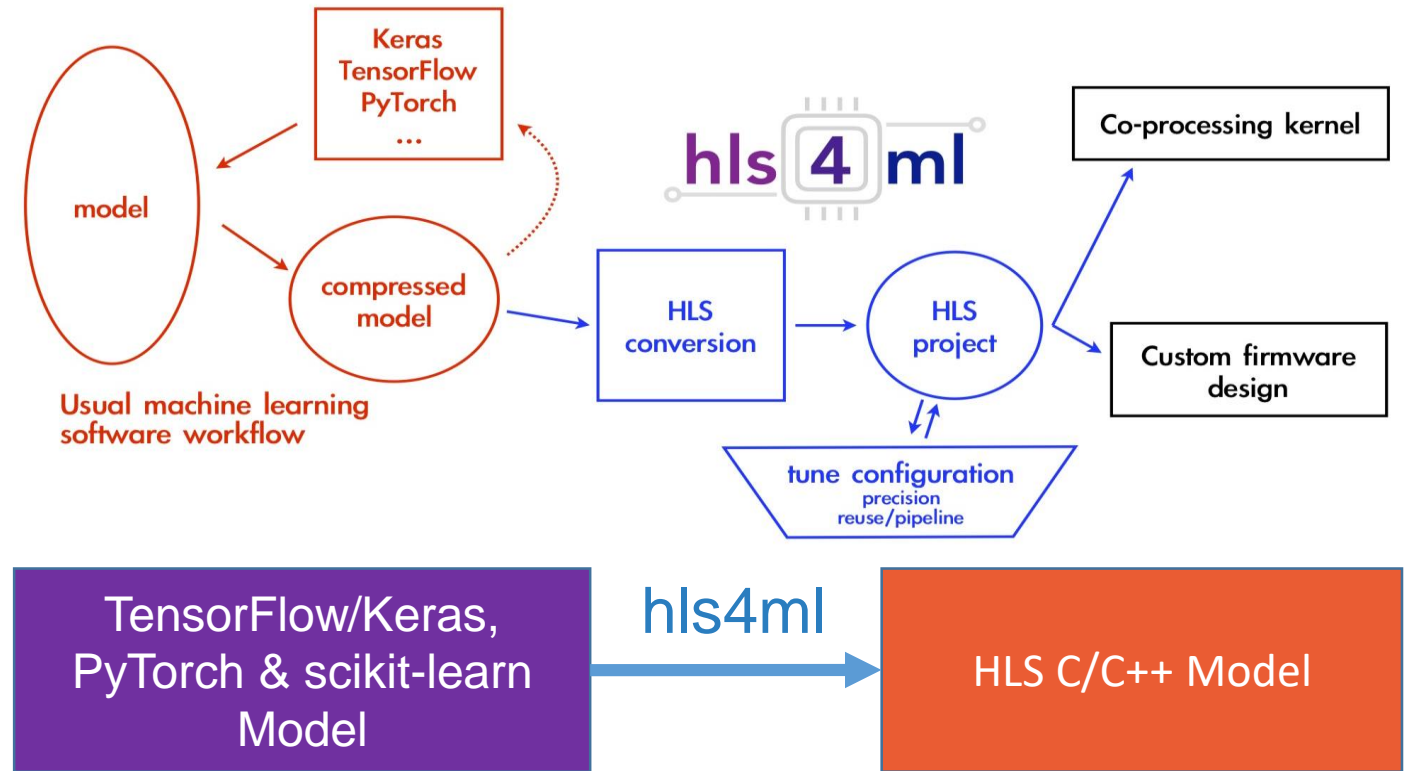 Keras
TensorFlow
PyTorch
...
model
compressed
model
Usual machine learning
software workflow
hls 4 ml
HLS
conversion
HLS
project
Co-processing kernel
Custom firmware
design
tune configuration
precision
reuse/pipeline
TensorFlow/Keras,
PyTorch & scikit-learn
Model
hls4ml
HLS C/C++ Model